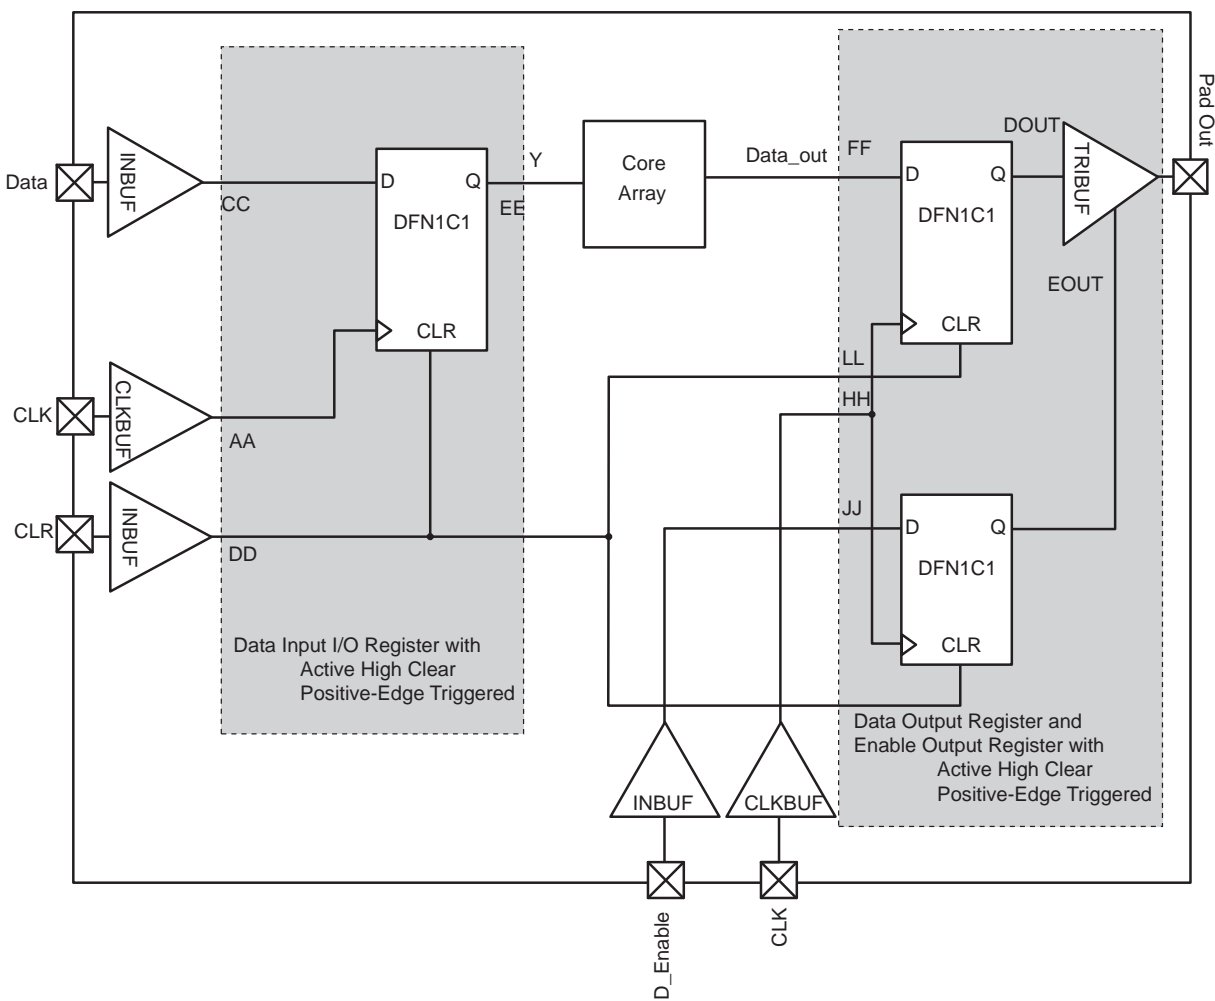 Data
INBUF
CC
D
Q
DFN1C1
CLR
Y
EE
Core
Array
Data_out
FF
D
Q
DFN1C1
CLR
DOUT
TRIBUF
Pad Out
EOUT
CLK
CLKBUF
AA
CLR
INBUF
DD
LL
HH
JJ
D
Q
DFN1C1
CLR
Data Input I/O Register with
Active High Clear
Positive-Edge Triggered
Data Output Register and
Enable Output Register with
Active High Clear
Positive-Edge Triggered
INBUF
CLKBUF
D_Enable
CLK